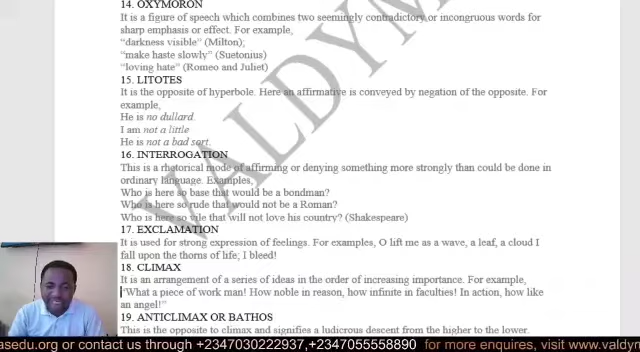 14. OXYMORON
It is a figure of speech which combines two seemingly contradictory or incongruous words for
sharp emphasis or effect. For example,
“darkness visible” (Milton);
“make haste slowly” (Suetonius)
“loving hate” (Romeo and Juliet)
15. LITOTES
It is the opposite of hyperbole. Here an affirmative is conveyed by negation of the opposite. For
example,
He is no dullard.
I am not a little
He is not a bad sort.
16. INTERROGATION
This is a rhetorical mode of affirming or denying something more strongly than could be done in
ordinary language. Examples,
Who is here so base that would be a bondman?
Who is here so rude that would not be a Roman?
Who is here so vile that will not love his country? (Shakespeare)
17. EXCLAMATION
It is used for strong expression of feelings. For examples, O lift me as a wave, a leaf, a cloud I
fall upon the thorns of life; I bleed!
18. CLIMAX
It is an arrangement of a series of ideas in the order of increasing importance. For example,
“What a piece of work man! How noble in reason, how infinite in faculties! In action, how like
an angel!”
19. ANTICLIMAX OR BATHOS
This is the opposite to climax and signifies a ludicrous descent from the higher to the lower.
asedu.org or contact us through +2347030222937,+2347055558890 for more enquires, visit www.valdym
VALDYM